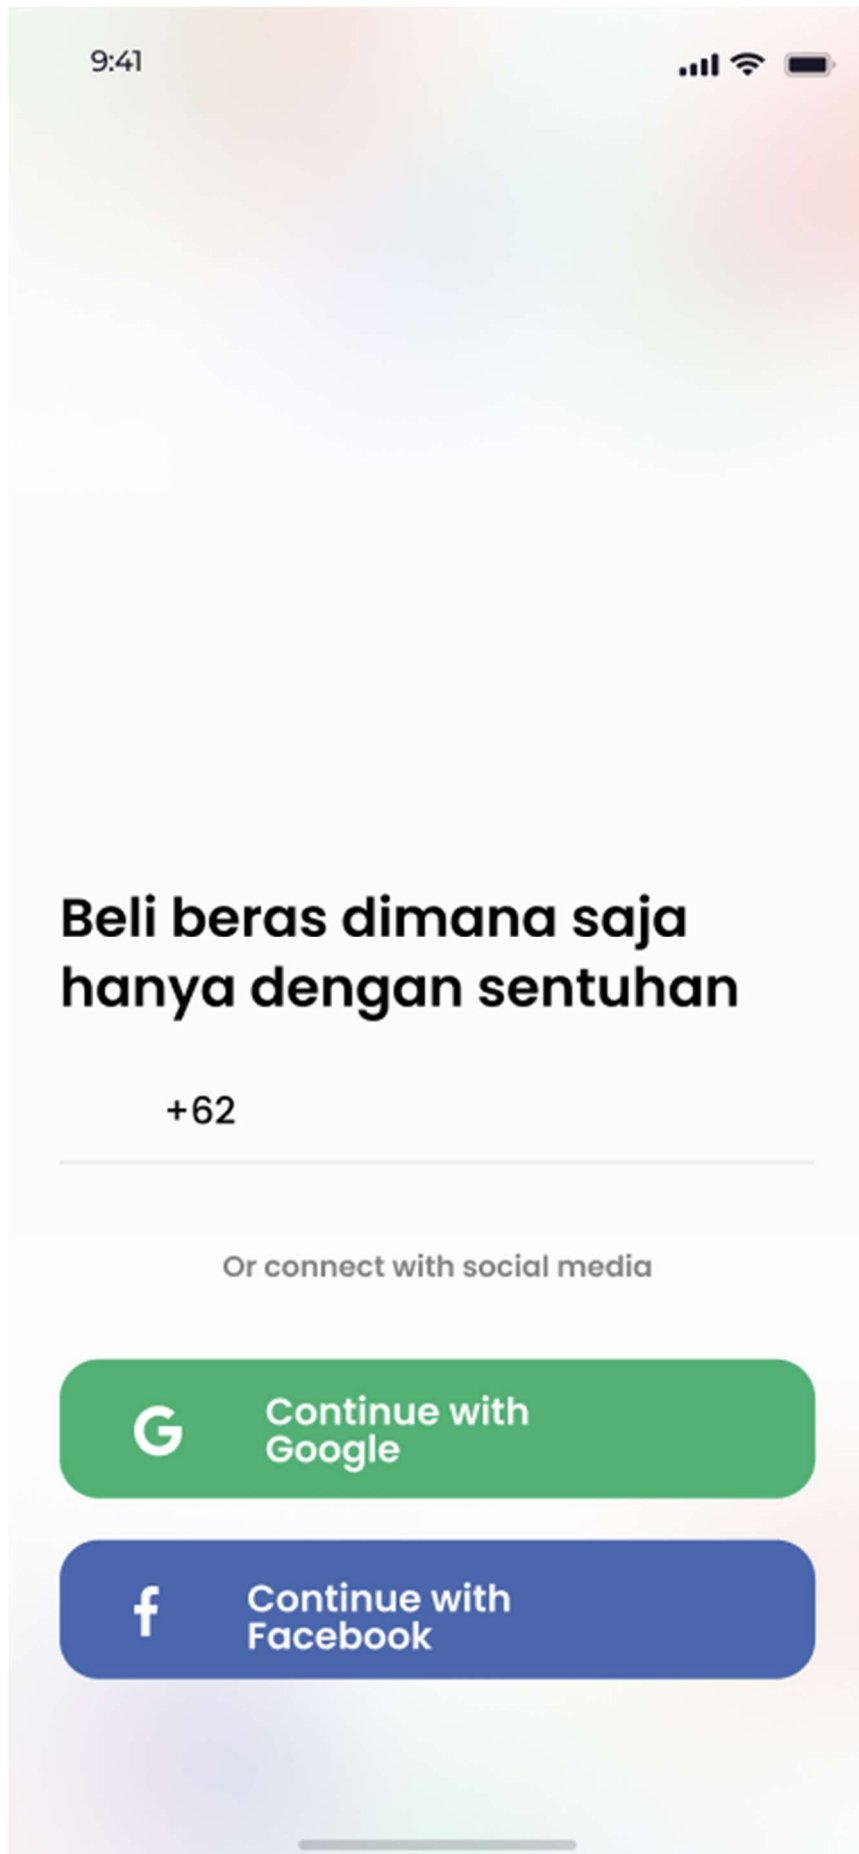 9:41
Beli beras dimana saja
hanya dengan sentuhan
+62
Or connect with social media
G
Continue with
Google
f
Continue with
Facebook